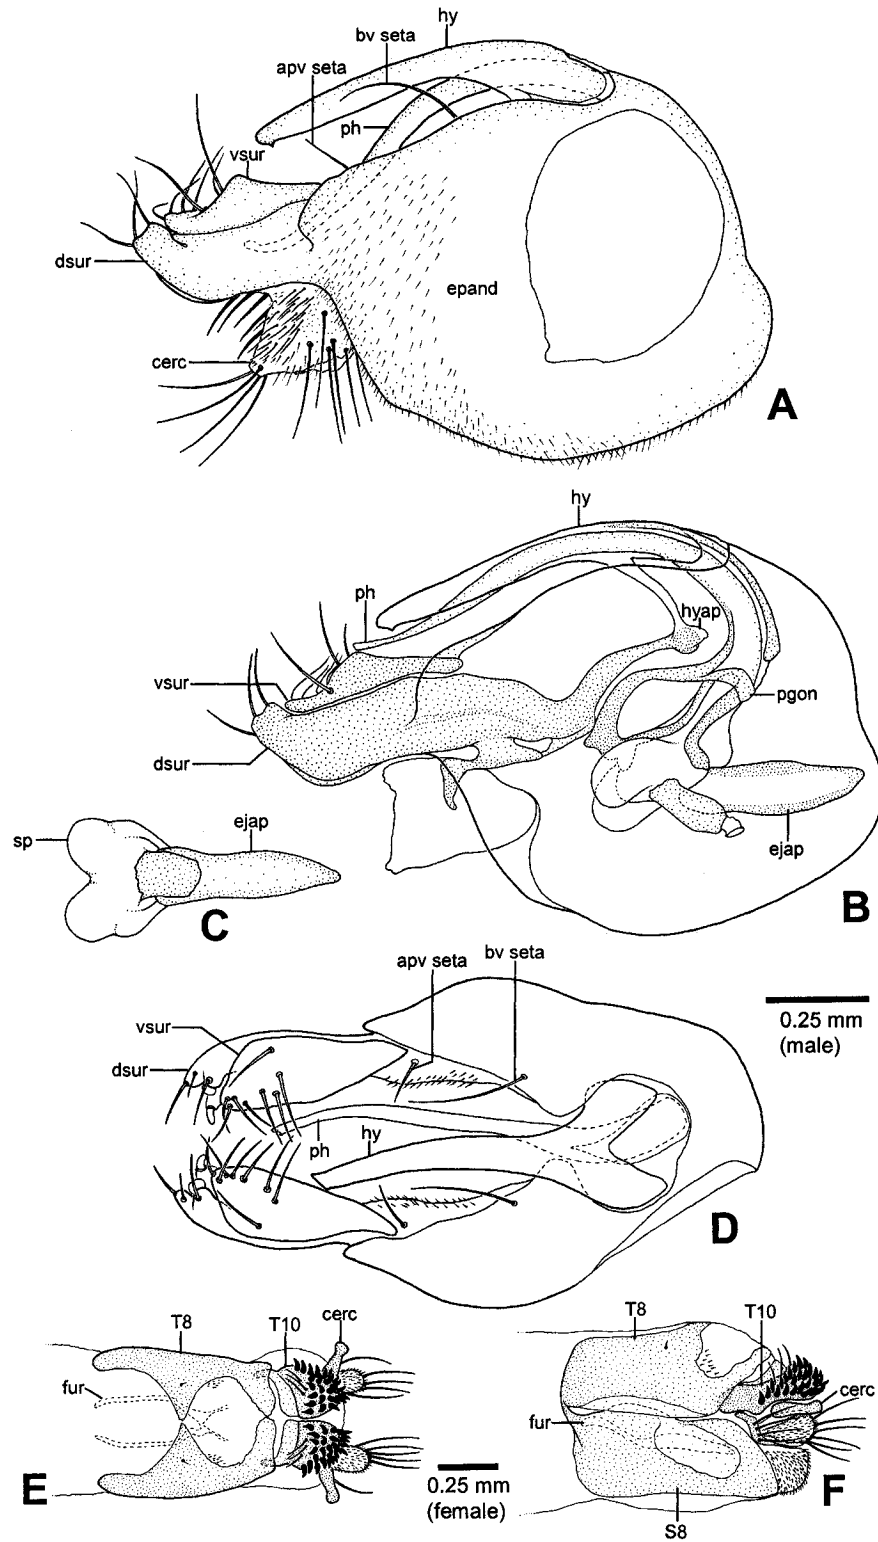 hy
bv seta
apv seta
ph
vsur
dsur
epand
cerc
A
hy
ph
hyap
vsur
pgon
dsur
ejap
sp
ejap
C
B
apv seta
bv seta
vsur
0.25 mm
(male)
dsur
ph
hy
D
T8
T10
cerc
T8
T10
fur
cerc
fur
E
0.25 mm
(female)
F
S8